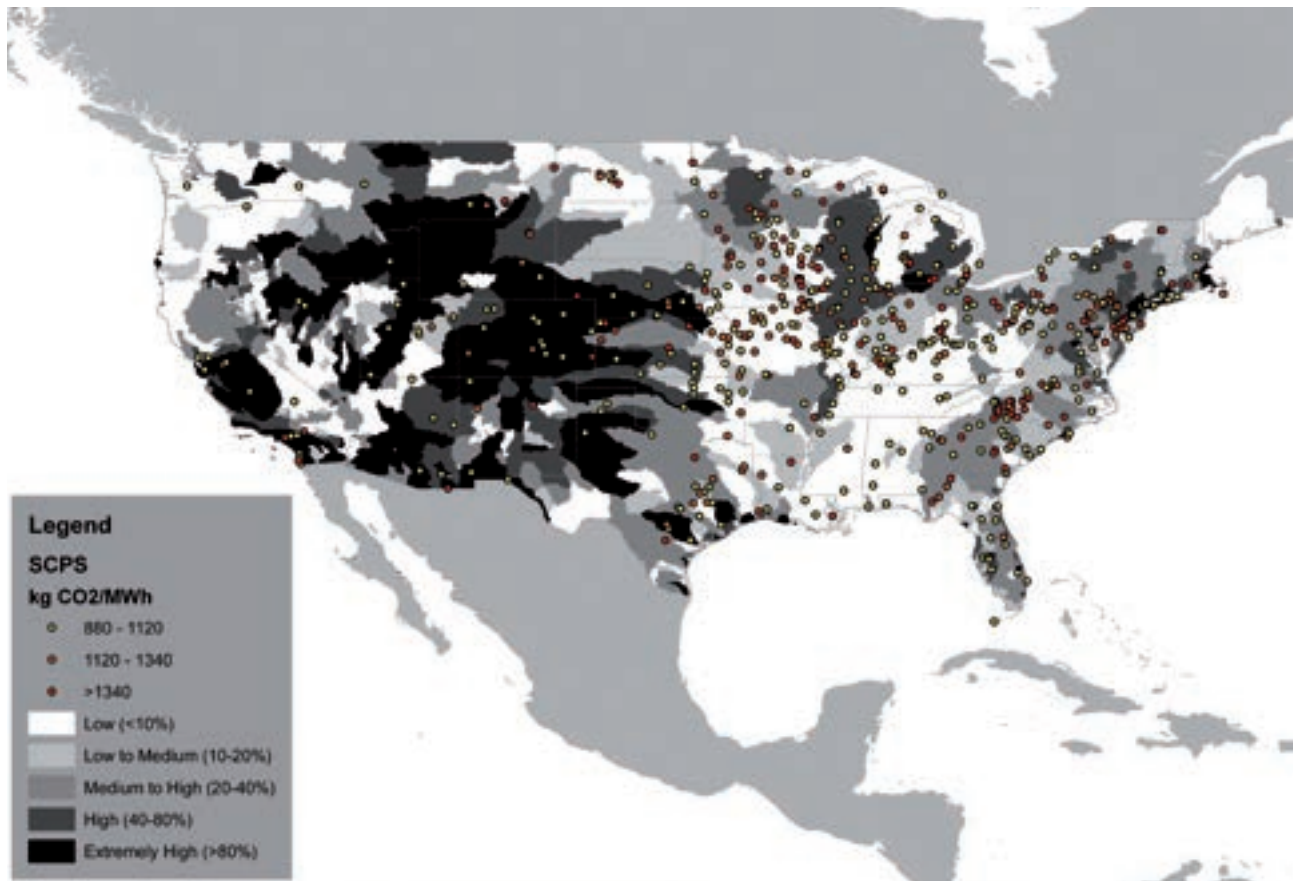 Legend
SCPS
kg CO2/MWh
880 - 1120
1120 - 1340
>1340
Low (<10%)
Low to Medium (10-20%)
Medium to High (20-40%)
High (40-80%)
Extremely High (>80%)